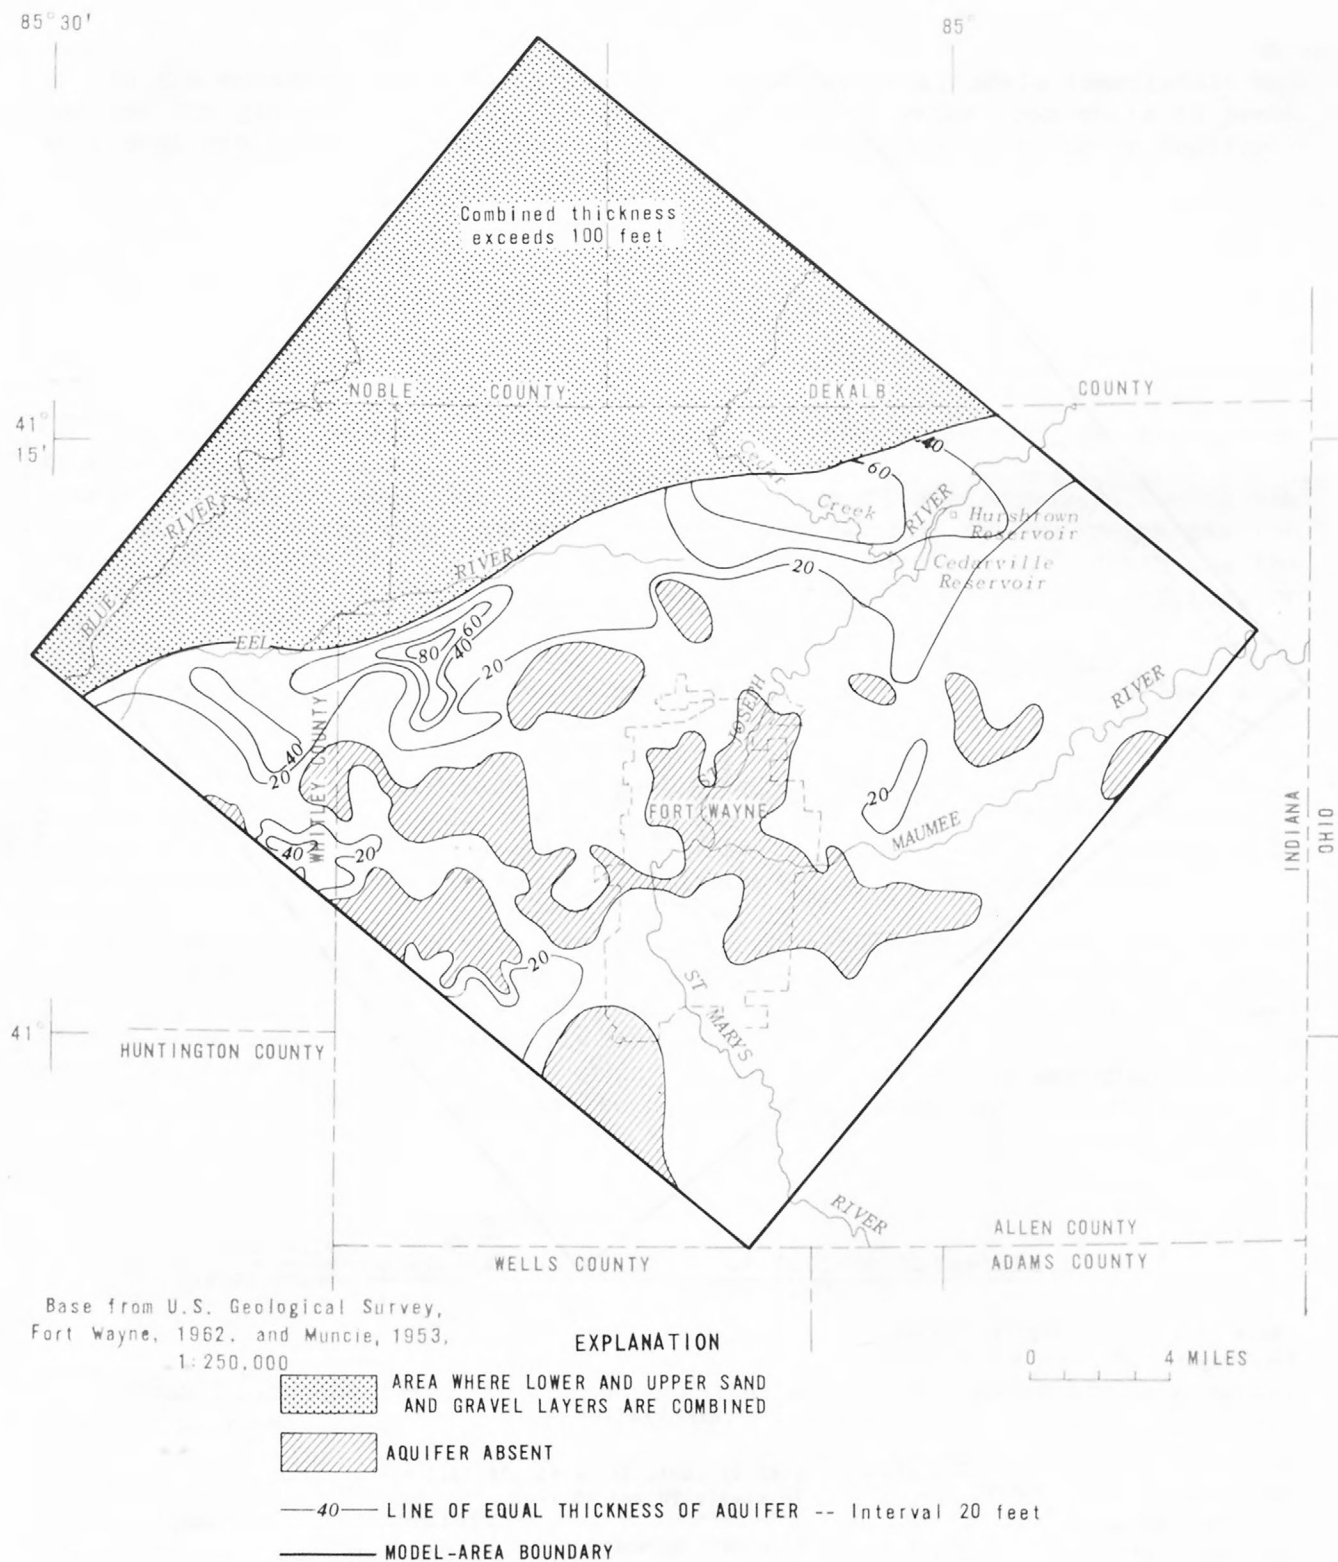 85°30'
85°
Combined thickness
exceeds 100 feet
NOBLE COUNTY
DEKALB COUNTY
41°
15'
40
60
Cedar
Creek
RIVER
Hurshtown
Reservoir
Cedarville
Reservoir
BLUE RIVER
RIVER
EEL
20
60
40
80
20
RIVER
ST JOSEPH
40
20
WHITLEY COUNTY
FORT WAYNE
20
MAUMEE
INDIANA
OHIO
40
20
20
ST MARYS
41°
HUNTINGTON COUNTY
RIVER
ALLEN COUNTY
WELLS COUNTY
ADAMS COUNTY
Base from U.S. Geological Survey,
Fort Wayne, 1962. and Muncie, 1953,
1:250,000
EXPLANATION
0 4 MILES
AREA WHERE LOWER AND UPPER SAND
AND GRAVEL LAYERS ARE COMBINED
AQUIFER ABSENT
40 LINE OF EQUAL THICKNESS OF AQUIFER -- Interval 20 feet
MODEL-AREA BOUNDARY